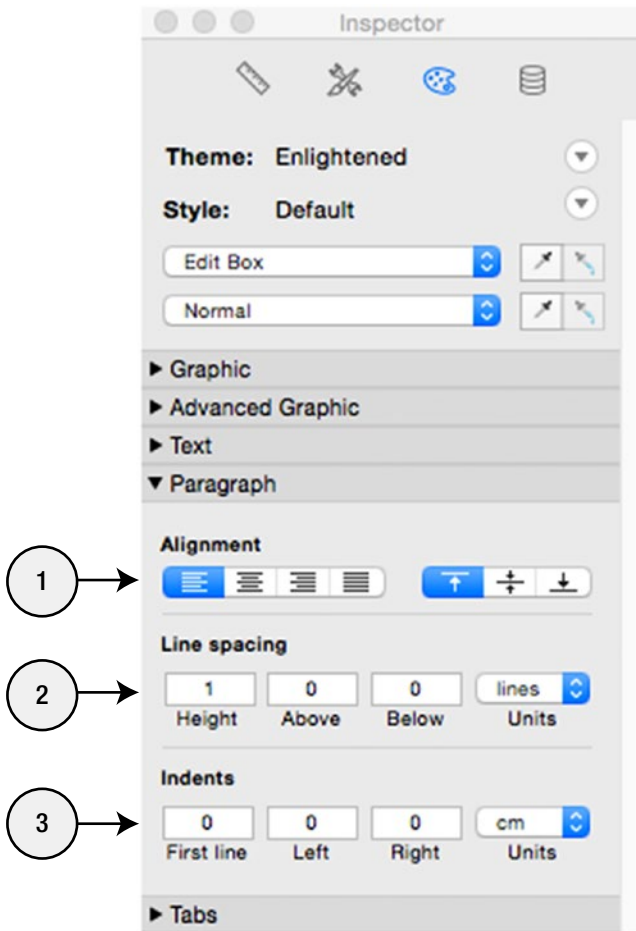 Inspector
Theme: Enlightened
Style: Default
Edit Box
Normal
Graphic
Advanced Graphic
Text
Paragraph
Alignment
1
Line spacing
2
1 0 0 lines
Height Above Below Units
Indents
3
0 0 0 cm
First line Left Right Units
Tabs